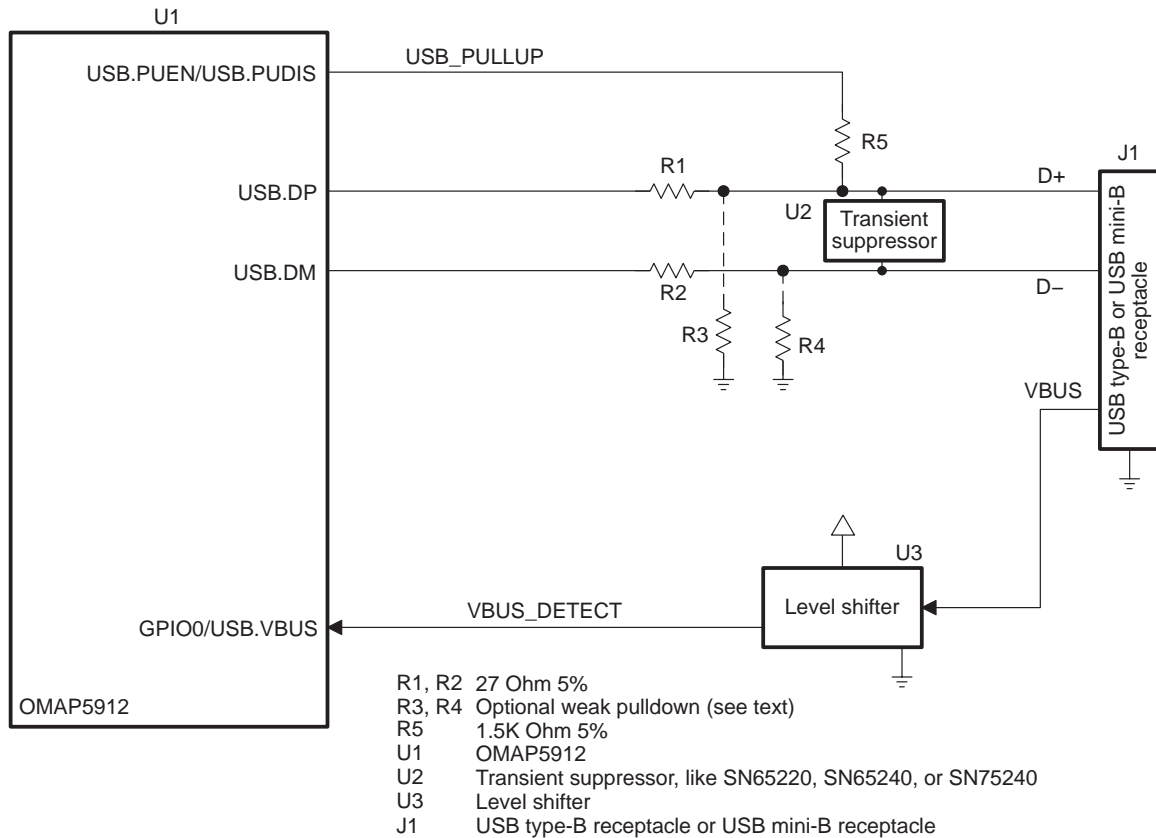 U1
USB.PUEN/USB.PUDIS
USB_PULLUP
R5
J1
R1
USB.DP
D+
U2
Transient
suppressor
USB.DM
R2
D–
R3
R4
USB type-B or USB mini-B
receptacle
VBUS
U3
Level shifter
VBUS_DETECT
GPIO0/USB.VBUS
OMAP5912
R1, R2 27 Ohm 5%
R3, R4 Optional weak pulldown (see text)
R5 1.5K Ohm 5%
U1 OMAP5912
U2 Transient suppressor, like SN65220, SN65240, or SN75240
U3 Level shifter
J1 USB type-B receptacle or USB mini-B receptacle